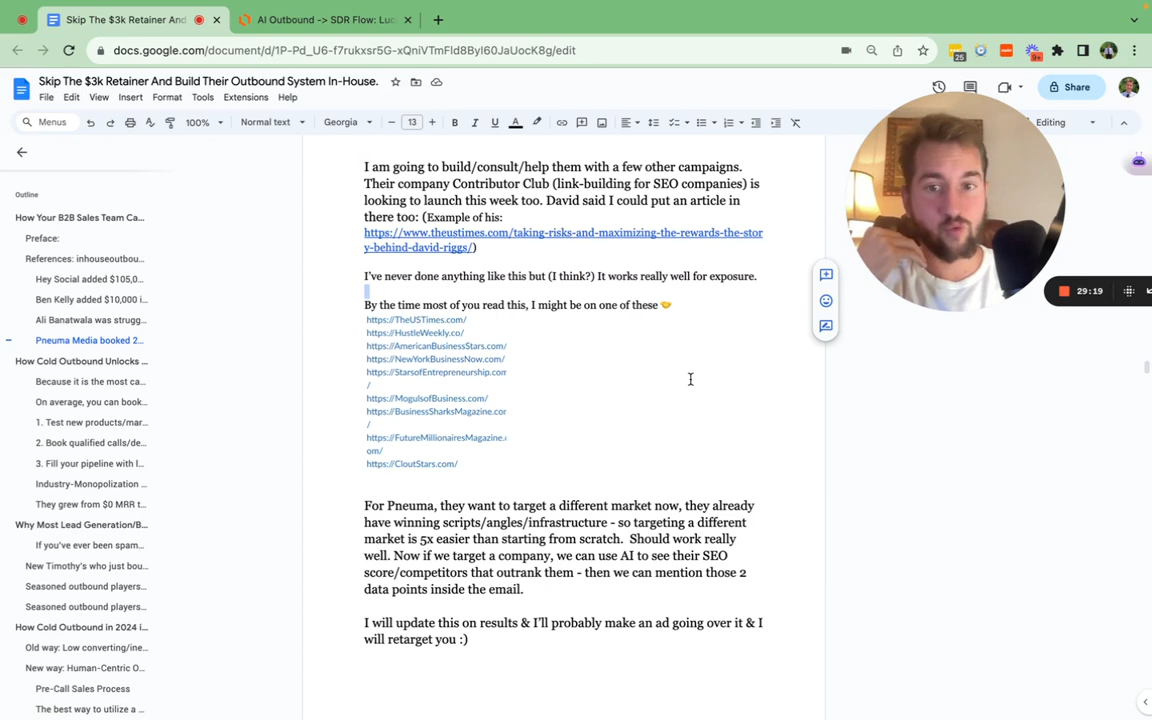 Skip The $3k Retainer And
AI Outbound -> SDR Flow: Luc
docs.google.com/document/d/1P-Pd_U6-f7rukxsr5G-xQniVTmFld8Byl60JaUocK8g/edit
25
9+
Skip The $3k Retainer And Build Their Outbound System In-House.
File Edit View Insert Format Tools Extensions Help
Share
Menus
100%
Normal text
Georgia
13
B I U A
Editing
Outline
How Your B2B Sales Team Ca...
Preface:
References: inhouseoutbou...
Hey Social added $105,0...
Ben Kelly added $10,000 i...
Ali Banatwala was strugg...
Pneuma Media booked 2...
How Cold Outbound Unlocks ...
Because it is the most ca...
On average, you can book...
1. Test new products/mar...
2. Book qualified calls/de...
3. Fill your pipeline with l...
Industry-Monopolization ...
They grew from $0 MRR t...
Why Most Lead Generation/B...
If you've ever been spam...
New Timothy's who just bou...
Seasoned outbound players...
Seasoned outbound players...
How Cold Outbound in 2024 i...
Old way: Low converting/ine...
New way: Human-Centric O...
Pre-Call Sales Process
The best way to utilize a ...
I am going to build/consult/help them with a few other campaigns.
Their company Contributor Club (link-building for SEO companies) is
looking to launch this week too. David said I could put an article in
there too: (Example of his:
https://www.theustimes.com/taking-risks-and-maximizing-the-rewards-the-stor
y-behind-david-riggs/)
I've never done anything like this but (I think?) It works really well for exposure.
By the time most of you read this, I might be on one of these 🤝
https://TheUSTimes.com/
https://HustleWeekly.co/
https://AmericanBusinessStars.com/
https://NewYorkBusinessNow.com/
https://StarsofEntrepreneurship.com
/
https://MogulsofBusiness.com/
https://BusinessSharksMagazine.com
/
https://FutureMillionairesMagazine.c
om/
https://CloutStars.com/
For Pneuma, they want to target a different market now, they already
have winning scripts/angles/infrastructure - so targeting a different
market is 5x easier than starting from scratch. Should work really
well. Now if we target a company, we can use AI to see their SEO
score/competitors that outrank them - then we can mention those 2
data points inside the email.
I will update this on results & I'll probably make an ad going over it & I
will retarget you :)
29:19